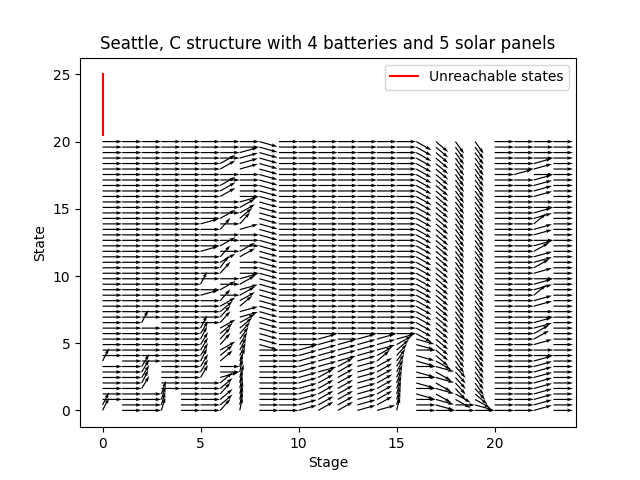 Seattle, C structure with 4 batteries and 5 solar panels
Unreachable states
25
20
15
10
5
0
State
0 5 10 15 20
Stage